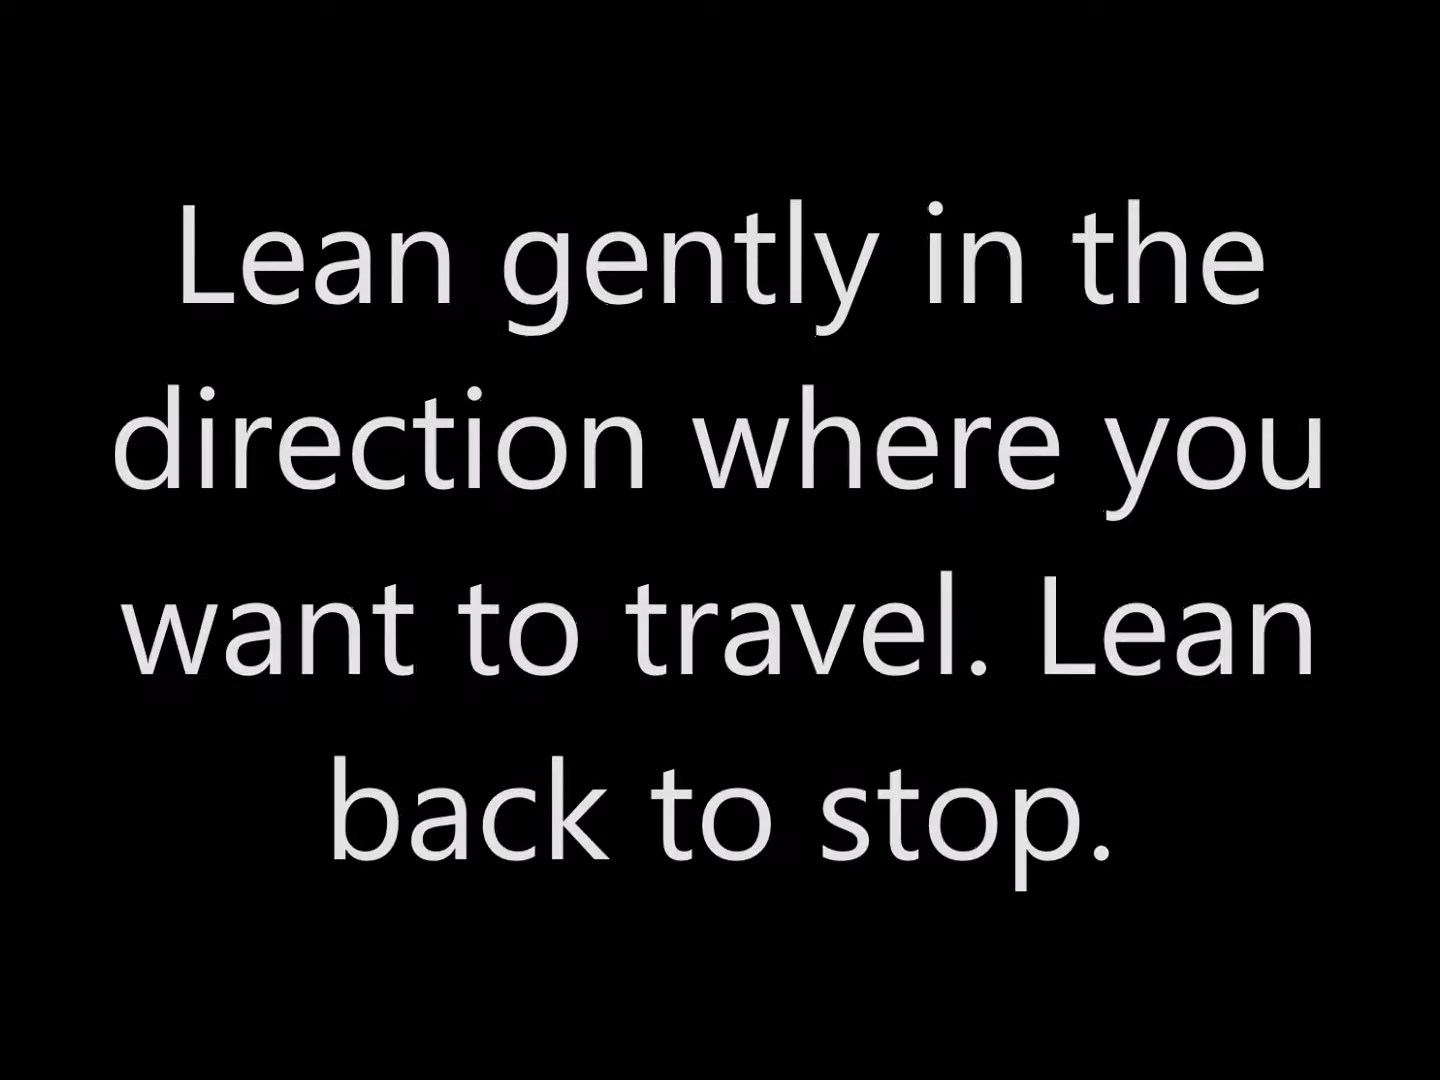 Lean gently in the
direction where you
want to travel. Lean
back to stop.